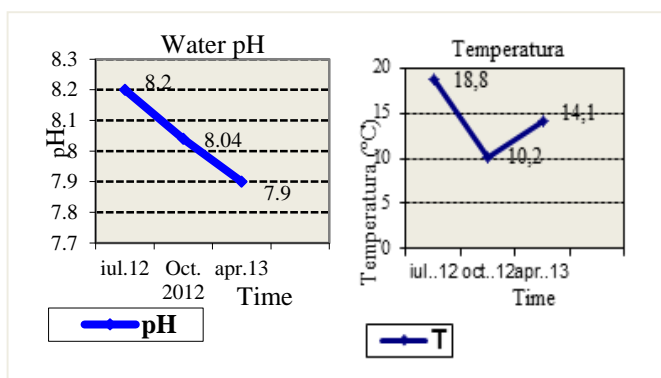 Water pH
8.3
8.2
8.1
8
7.9
7.8
7.7
pH
8.2
8.04
7.9
iul.12 Oct. 2012 apr.13
Time
pH
Temperatura
20
15
10
5
0
Temperatura (°C)
18,8
10,2
14,1
iul..12 oct..12 apr..13
Time
T